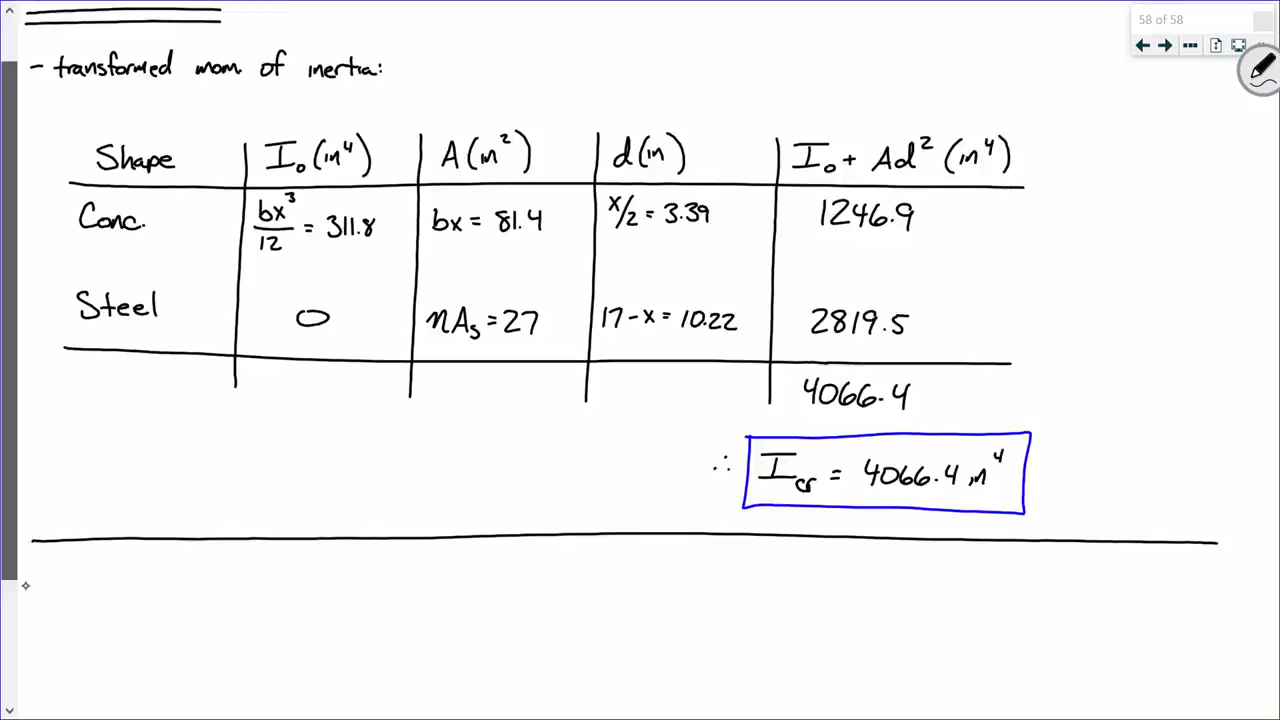 58 of 58
- transformed mom of inertia:
Shape I₀ (in⁴) A (in²) d (in) I₀ + Ad² (in⁴)
Conc. bx³/12 = 311.8 bx = 81.4 x/2 = 3.39 1246.9
Steel 0 nAₛ = 27 17 - x = 10.22 2819.5
4066.4
∴ I_cr = 4066.4 in⁴